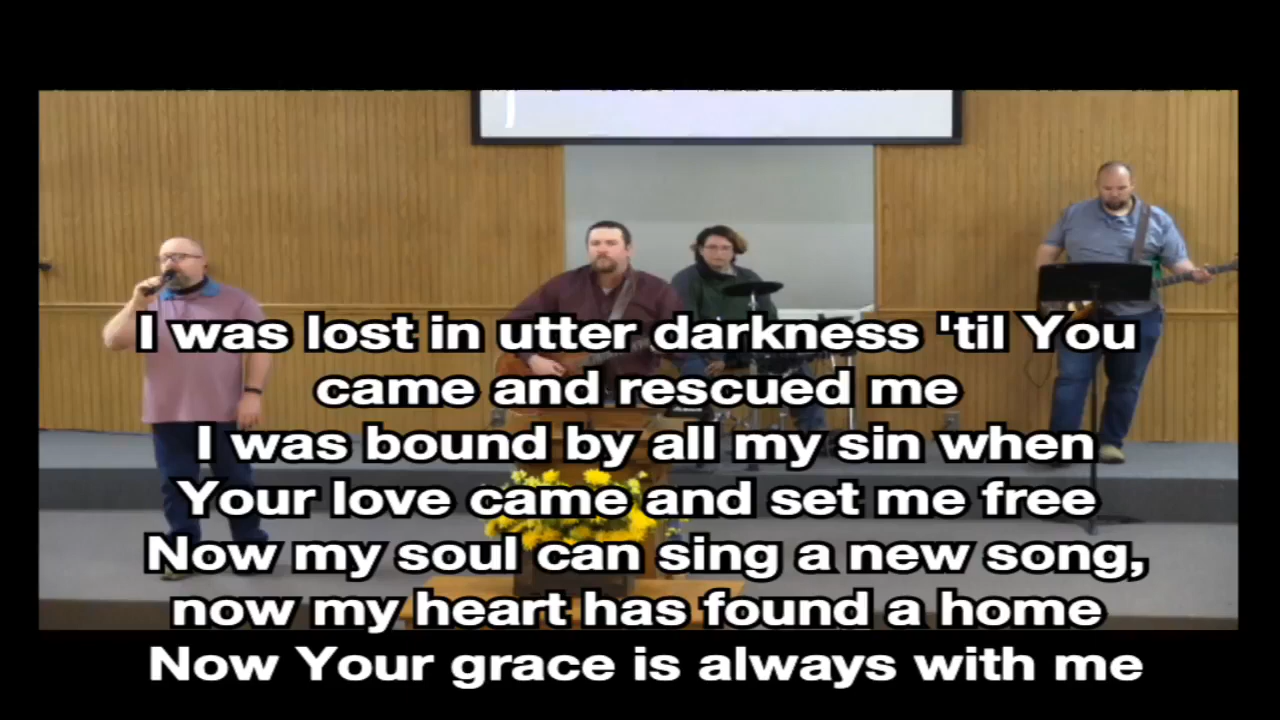 I was lost in utter darkness 'til You
came and rescued me
I was bound by all my sin when
Your love came and set me free
Now my soul can sing a new song,
now my heart has found a home
Now Your grace is always with me